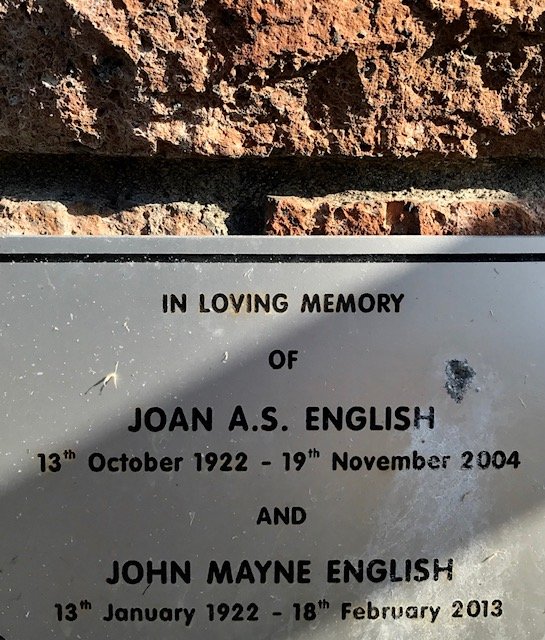 IN LOVING MEMORY
OF
JOAN A.S. ENGLISH
13th October 1922 - 19th November 2004
AND
JOHN MAYNE ENGLISH
13th January 1922 - 18th February 2013